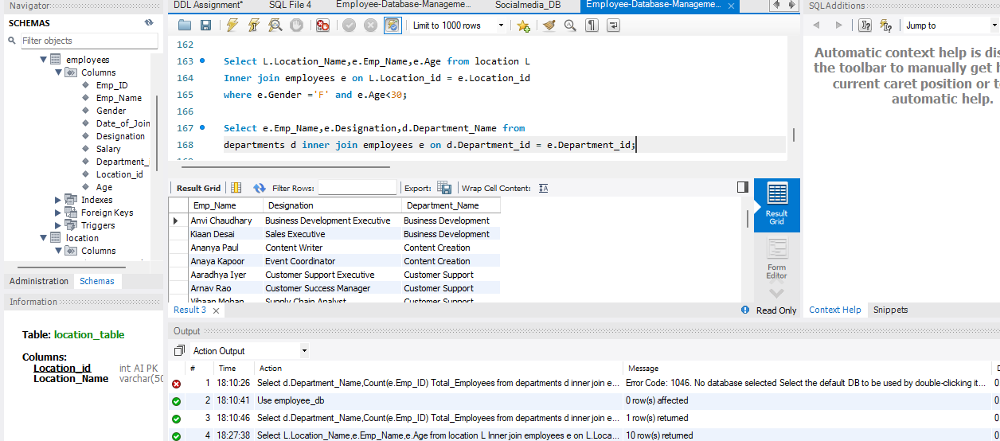 Navigator
SCHEMAS
Filter objects
employees
Columns
Emp_ID
Emp_Name
Gender
Date_of_Join
Designation
Salary
Department_
Location_id
Age
Indexes
Foreign Keys
Triggers
location
Columns
Administration Schemas
Information
Table: location_table
Columns:
Location_id int AI PK
Location_Name varchar(50
DDL Assignment* SQL File 4 Employee-Database-Manageme... Socialmedia_DB Employee-Database-Manageme...
Limit to 1000 rows
162
163 Select L.Location_Name,e.Emp_Name,e.Age from location L
164 Inner join employees e on L.Location_id = e.Location_id
165 where e.Gender ='F' and e.Age<30;
166
167 Select e.Emp_Name,e.Designation,d.Department_Name from
168 departments d inner join employees e on d.Department_id = e.Department_id;
Result Grid Filter Rows: Export: Wrap Cell Content:
Emp_Name Designation Department_Name
Anvi Chaudhary Business Development Executive Business Development
Kiaan Desai Sales Executive Business Development
Ananya Paul Content Writer Content Creation
Anaya Kapoor Event Coordinator Content Creation
Aaradhya Iyer Customer Support Executive Customer Support
Arnav Rao Customer Success Manager Customer Support
Vihaan Mohan Supply Chain Analyst Customer Support
Result
Grid
Form
Editor
Result 3
Read Only
Output
Action Output
# Time Action Message D
1 18:10:26 Select d.Department_Name,Count(e.Emp_ID) Total_Employees from departments d inner join e... Error Code: 1046. No database selected Select the default DB to be used by double-clicking it... 0
2 18:10:41 Use employee_db 0 row(s) affected 0
3 18:10:46 Select d.Department_Name,Count(e.Emp_ID) Total_Employees from departments d inner join e... 1 row(s) returned 0
4 18:27:38 Select L.Location_Name,e.Emp_Name,e.Age from location L Inner join employees e on L.Loca... 10 row(s) returned 0
SQLAdditions
Jump to
Automatic context help is dis
the toolbar to manually get h
current caret position or to
automatic help.
Context Help Snippets